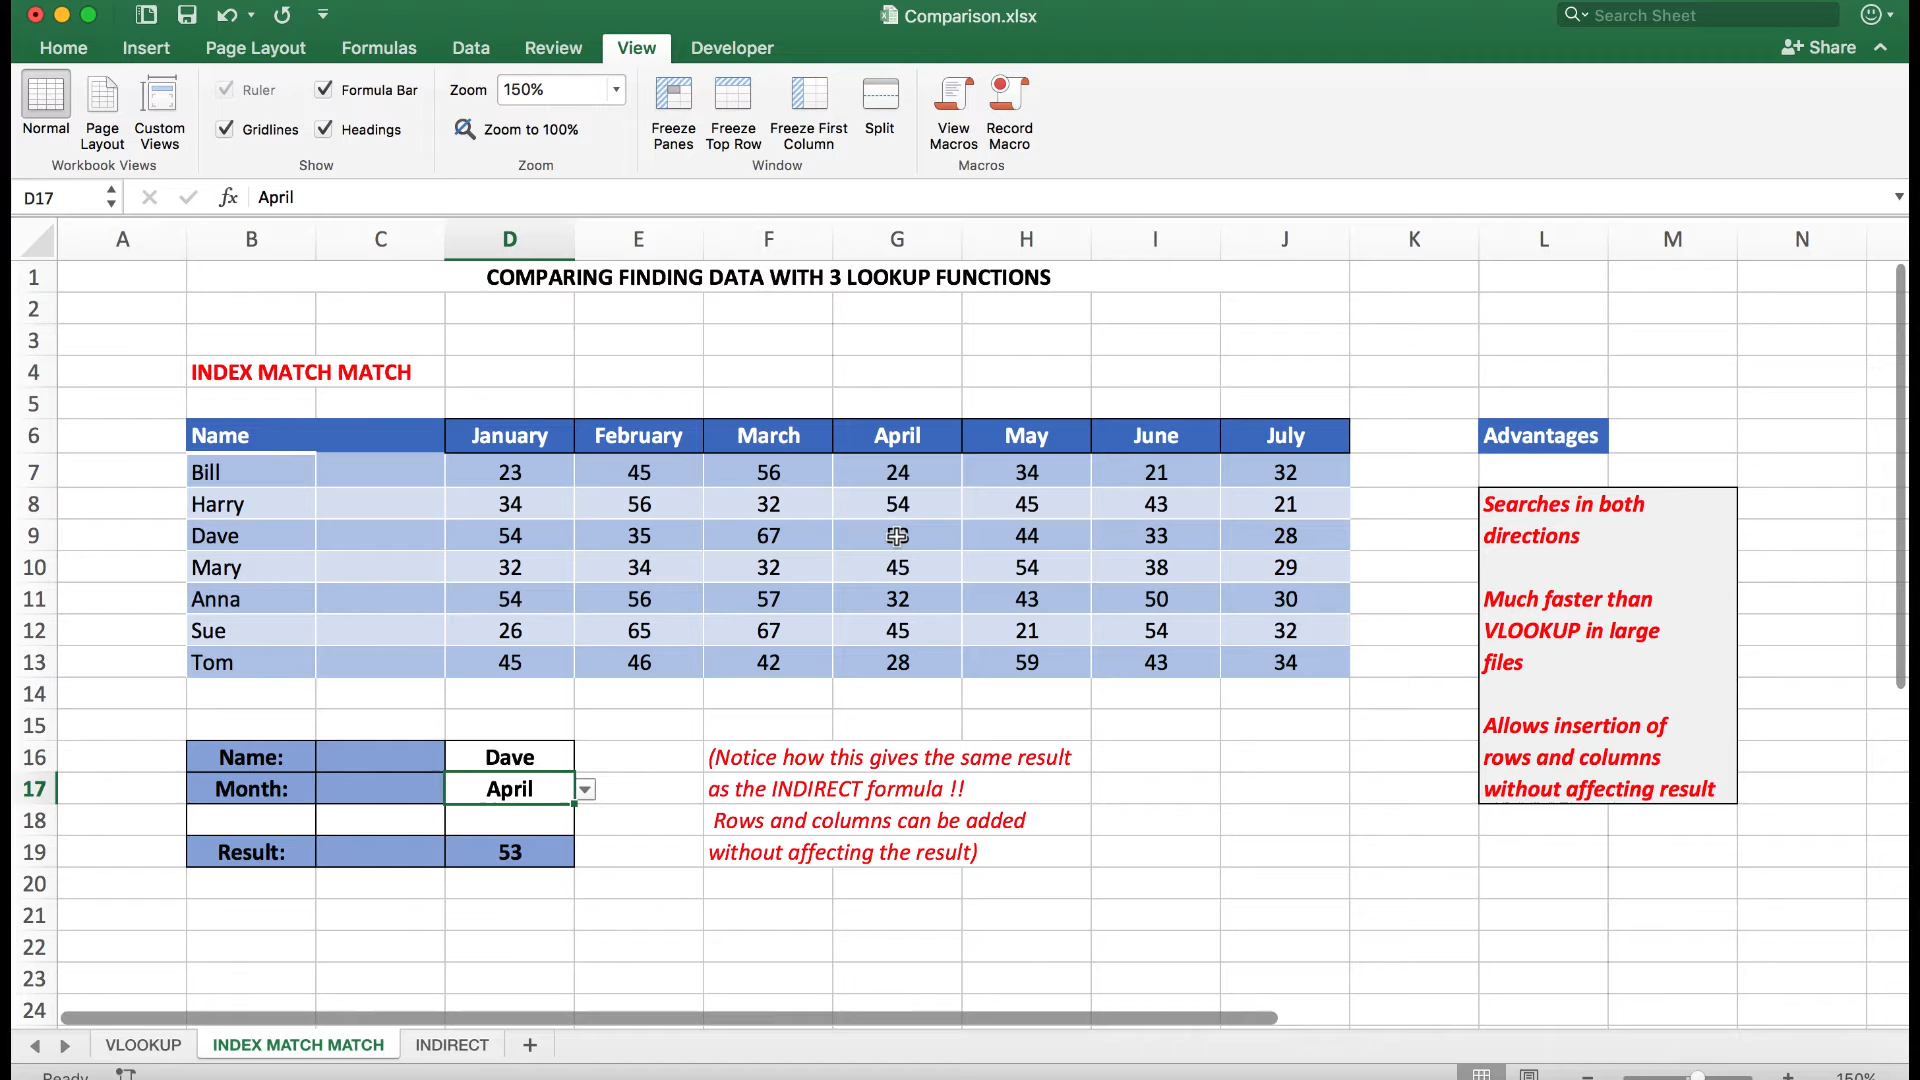 Comparison.xlsx
Search Sheet
Home Insert Page Layout Formulas Data Review View Developer
Share
Ruler Formula Bar Zoom 150%
Gridlines Headings Zoom to 100%
Normal Page Layout Custom Views Freeze Panes Freeze Top Row Freeze First Column Split View Macros Record Macro
Workbook Views Show Zoom Window Macros
D17 fx April
A B C D E F G H I J K L M N
1 COMPARING FINDING DATA WITH 3 LOOKUP FUNCTIONS
2
3
4 INDEX MATCH MATCH
5
6 Name January February March April May June July Advantages
7 Bill 23 45 56 24 34 21 32
8 Harry 34 56 32 54 45 43 21 Searches in both
9 Dave 54 35 67 44 33 28 directions
10 Mary 32 34 32 45 54 38 29
11 Anna 54 56 57 32 43 50 30 Much faster than
12 Sue 26 65 67 45 21 54 32 VLOOKUP in large
13 Tom 45 46 42 28 59 43 34 files
14
15 Allows insertion of
16 Name: Dave (Notice how this gives the same result rows and columns
17 Month: April as the INDIRECT formula !! without affecting result
18 Rows and columns can be added
19 Result: 53 without affecting the result)
20
21
22
23
24
VLOOKUP INDEX MATCH MATCH INDIRECT +
Ready 150%